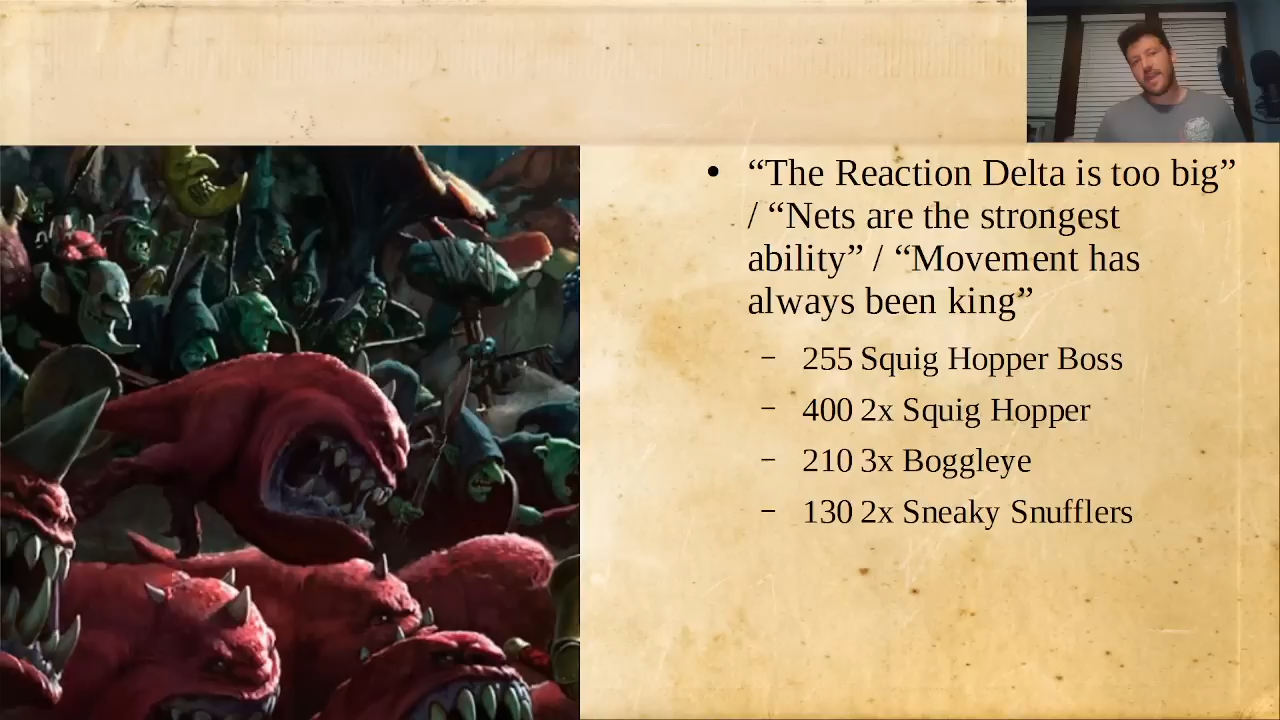 “The Reaction Delta is too big”
/ “Nets are the strongest
ability” / “Movement has
always been king”
– 255 Squig Hopper Boss
– 400 2x Squig Hopper
– 210 3x Boggleye
– 130 2x Sneaky Snufflers